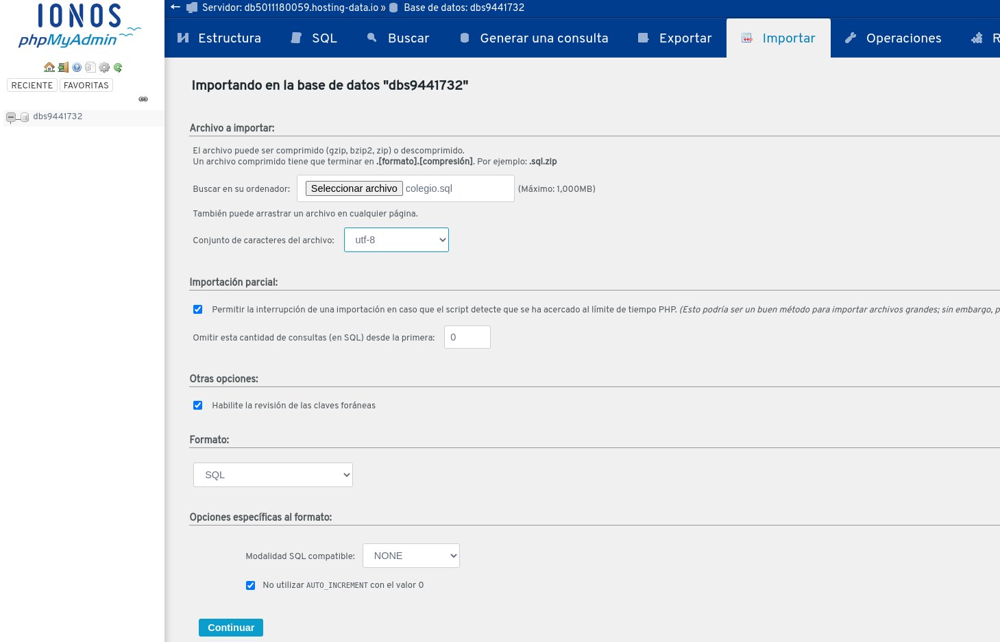 IONOS
phpMyAdmin
RECIENTE FAVORITAS
dbs9441732
Servidor: db5011180059.hosting-data.io » Base de datos: dbs9441732
Estructura SQL Buscar Generar una consulta Exportar Importar Operaciones R
Importando en la base de datos "dbs9441732"
Archivo a importar:
El archivo puede ser comprimido (gzip, bzip2, zip) o descomprimido.
Un archivo comprimido tiene que terminar en .[formato].[compresión]. Por ejemplo: .sql.zip
Buscar en su ordenador: Seleccionar archivo colegio.sql (Máximo: 1,000MB)
También puede arrastrar un archivo en cualquier página.
Conjunto de caracteres del archivo: utf-8
Importación parcial:
Permitir la interrupción de una importación en caso que el script detecte que se ha acercado al límite de tiempo PHP. (Esto podría ser un buen método para importar archivos grandes; sin embargo, p
Omitir esta cantidad de consultas (en SQL) desde la primera: 0
Otras opciones:
Habilite la revisión de las claves foráneas
Formato:
SQL
Opciones específicas al formato:
Modalidad SQL compatible: NONE
No utilizar AUTO_INCREMENT con el valor 0
Continuar